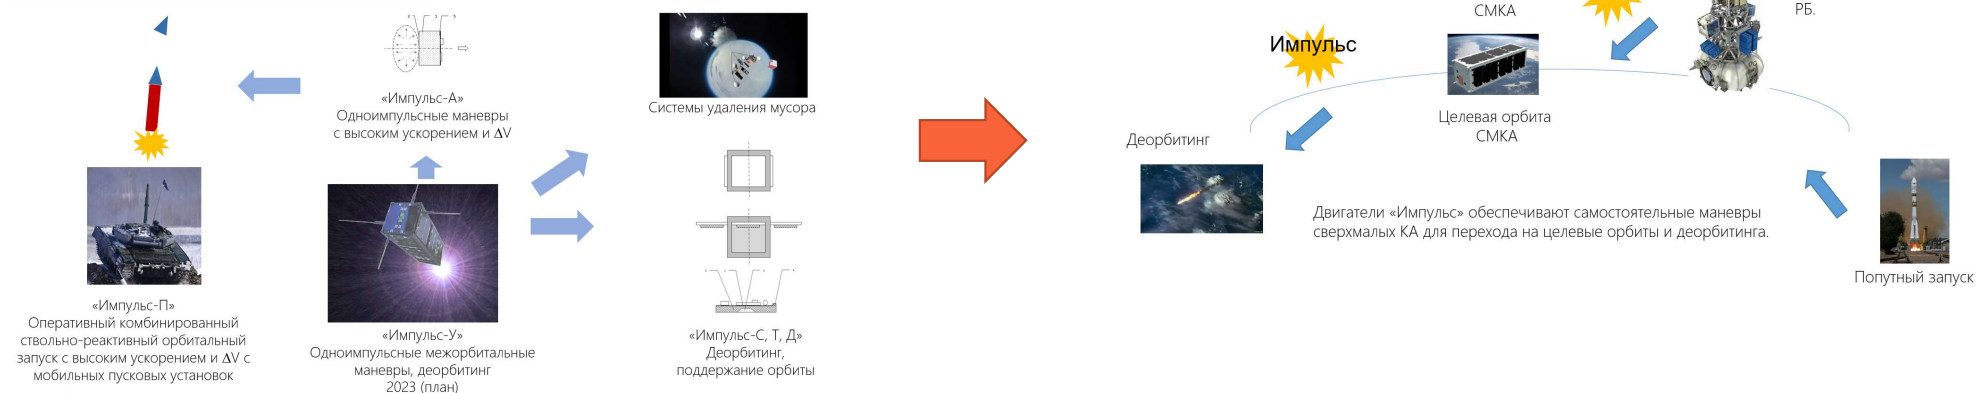 «Импульс-А»
Одноимпульсные маневры
с высоким ускорением и ΔV
Системы удаления мусора
«Импульс-П»
Оперативный комбинированный
ствольно-реактивный орбитальный
запуск с высоким ускорением и ΔV с
мобильных пусковых установок
«Импульс-У»
Одноимпульсные межорбитальные
маневры, деорбитинг
2023 (план)
«Импульс-С, Т, Д»
Деорбитинг,
поддержание орбиты
СМКА
РБ.
Импульс
Целевая орбита
СМКА
Деорбитинг
Двигатели «Импульс» обеспечивают самостоятельные маневры
сверхмалых КА для перехода на целевые орбиты и деорбитинга.
Попутный запуск